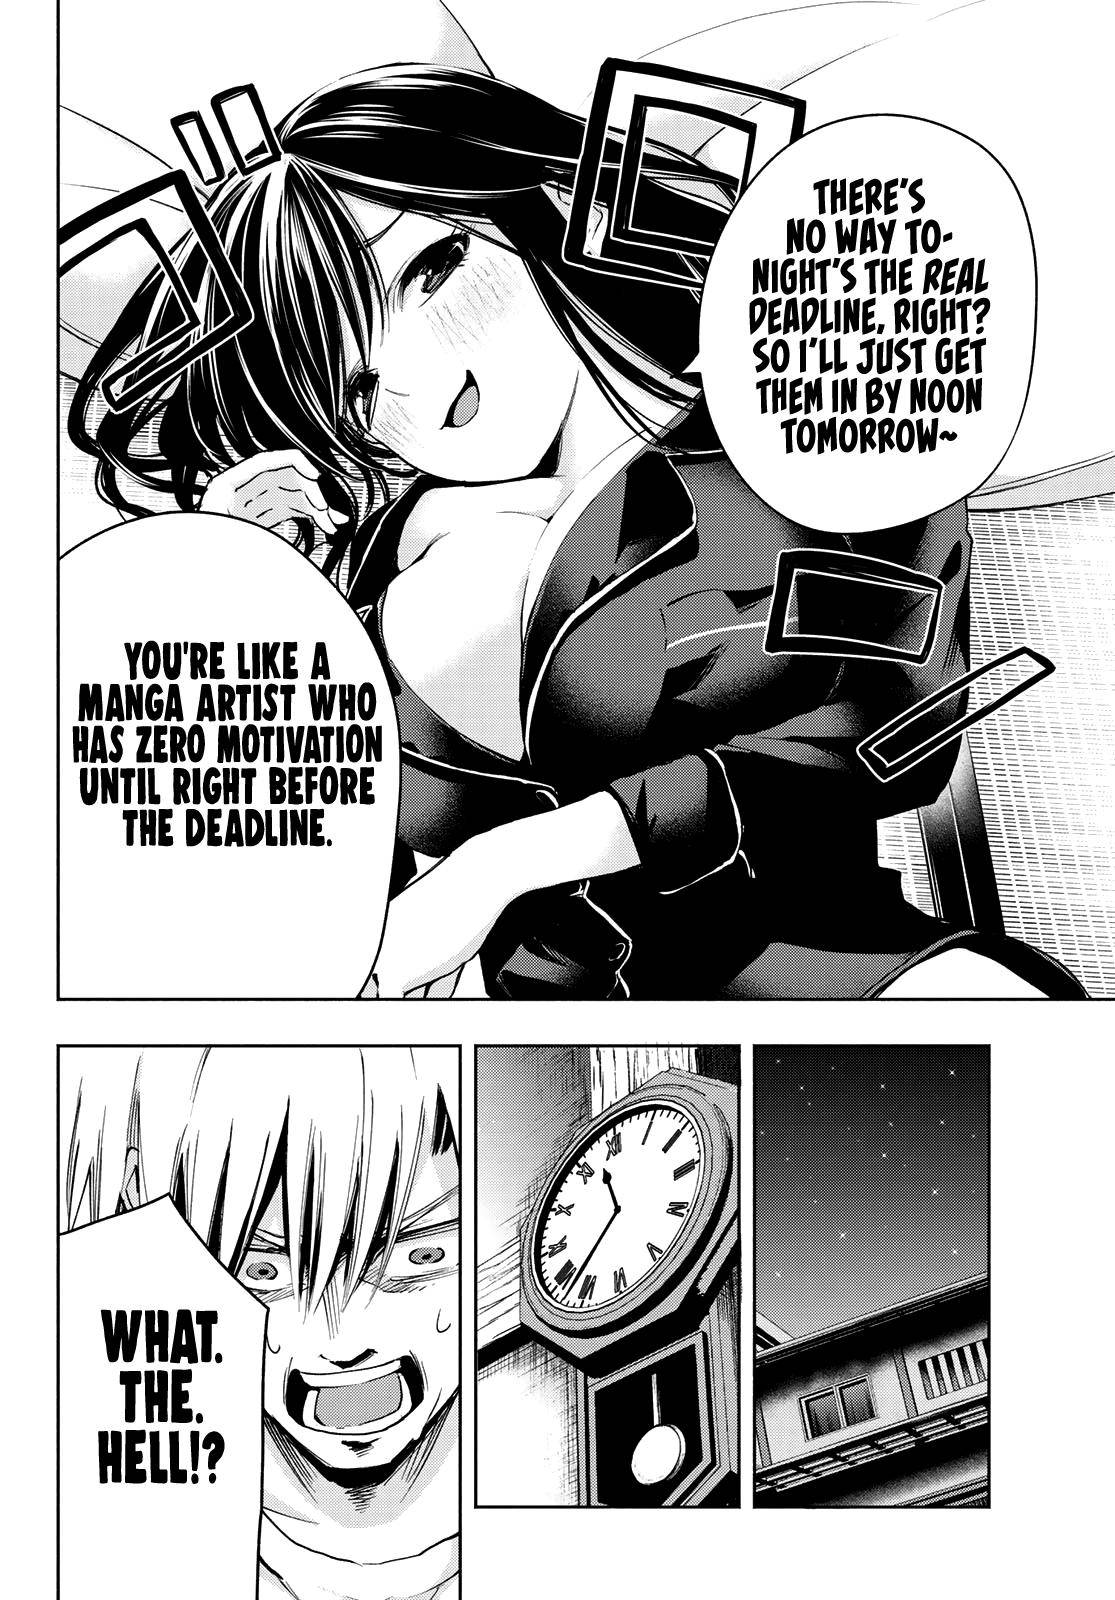 THERE'S
NO WAY TO-
NIGHT'S THE REAL
DEADLINE, RIGHT?
SO I'LL JUST GET
THEM IN BY NOON
TOMORROW~
YOU'RE LIKE A
MANGA ARTIST WHO
HAS ZERO MOTIVATION
UNTIL RIGHT BEFORE
THE DEADLINE.
WHAT.
THE.
HELL!?